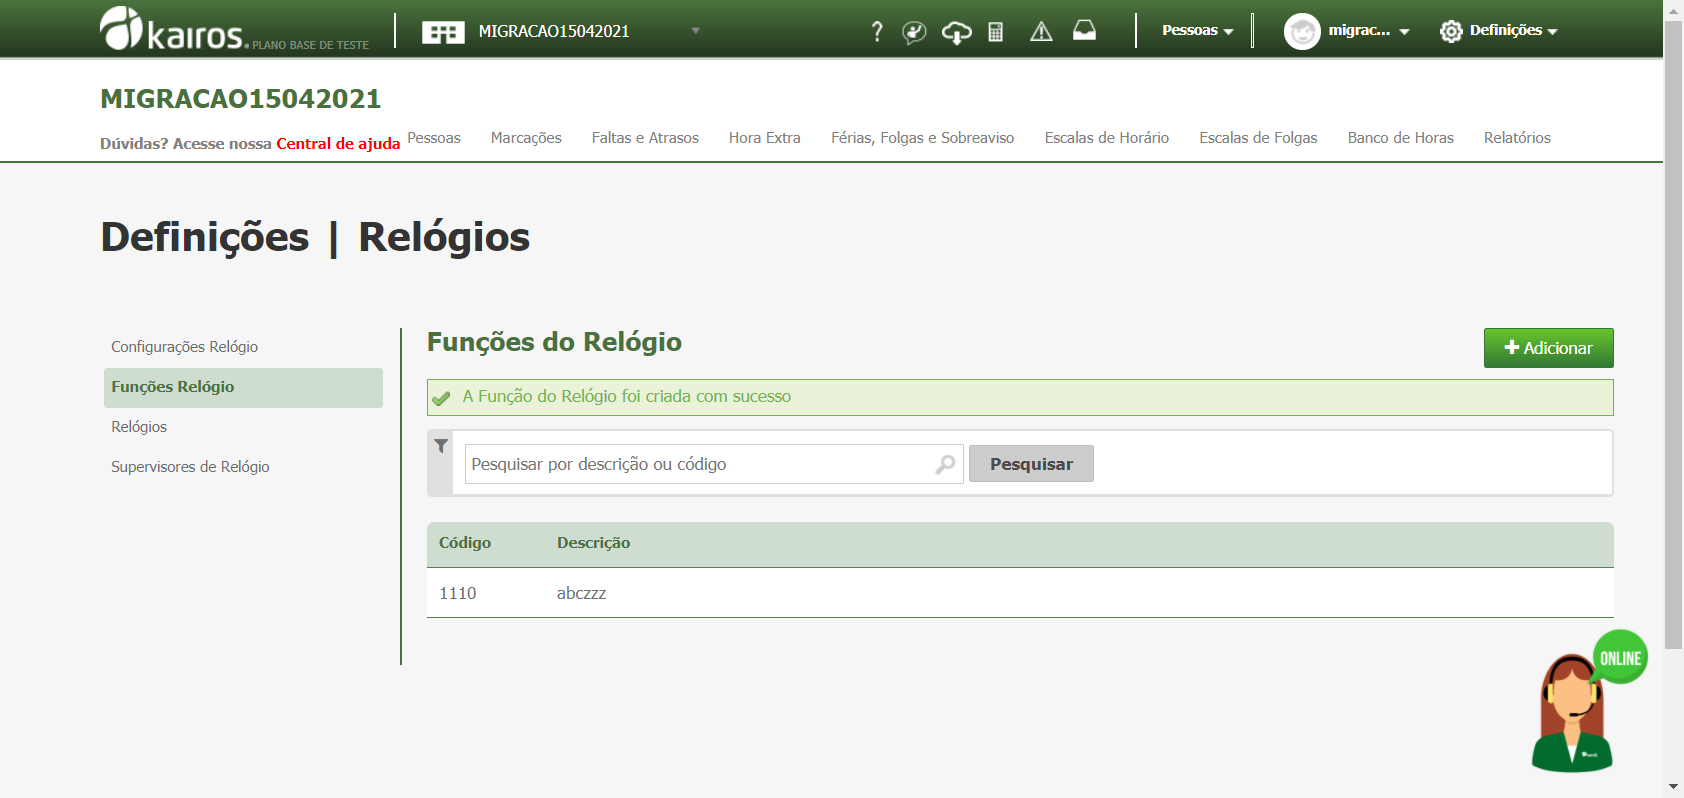 kairos. PLANO BASE DE TESTE
MIGRACAO15042021
?
Pessoas
migrac...
Definições
MIGRACAO15042021
Dúvidas? Acesse nossa Central de ajuda
Pessoas
Marcações
Faltas e Atrasos
Hora Extra
Férias, Folgas e Sobreaviso
Escalas de Horário
Escalas de Folgas
Banco de Horas
Relatórios
Definições | Relógios
Configurações Relógio
Funções Relógio
Relógios
Supervisores de Relógio
Funções do Relógio
Adicionar
A Função do Relógio foi criada com sucesso
Pesquisar por descrição ou código
Pesquisar
Código Descrição
1110 abczzz
ONLINE